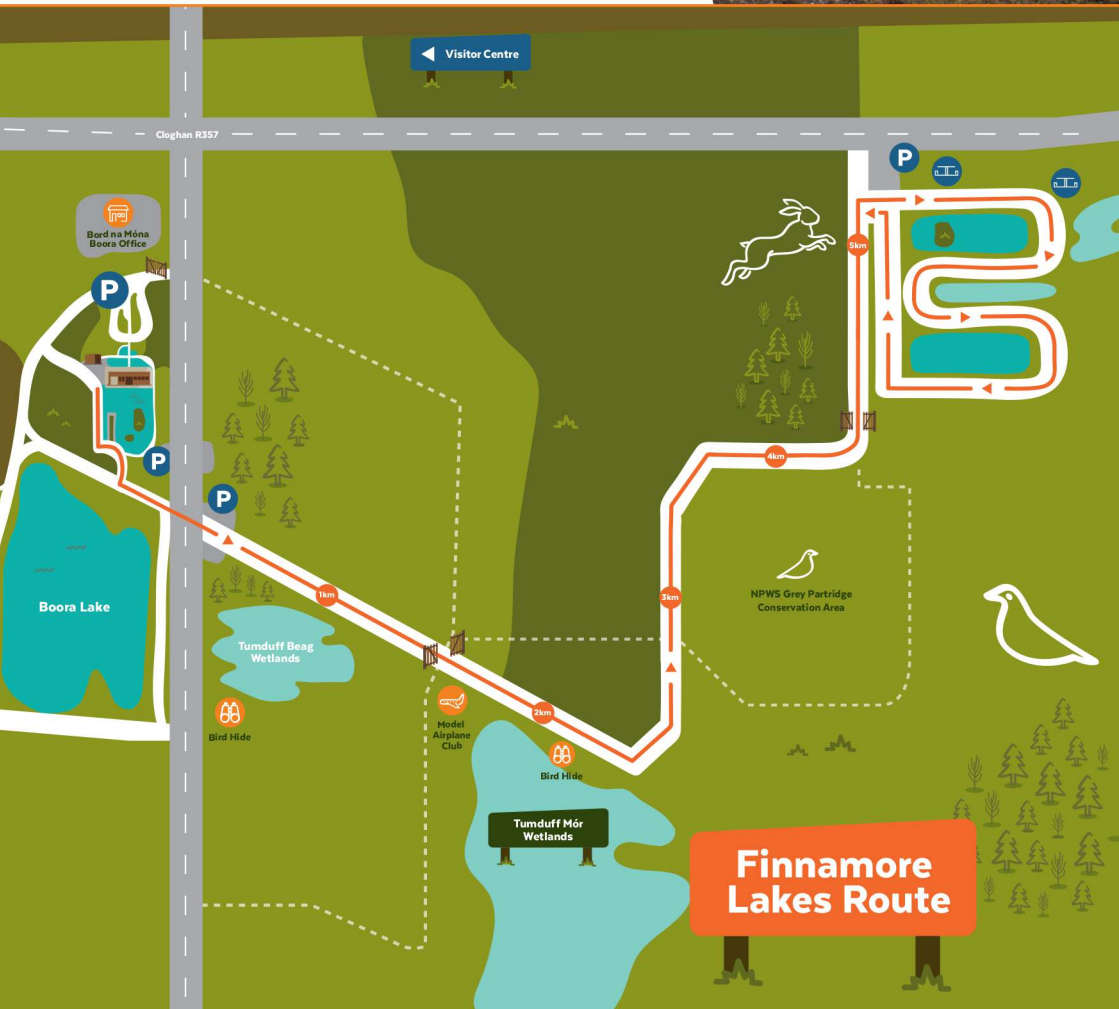 Visitor Centre
Cloghan R357
P
Bord na Móna
Boora Office
P
5km
4km
P
P
NPWS Grey Partridge
Conservation Area
3km
1km
Boora Lake
Tumduff Beag
Wetlands
Bird Hide
2km
Model
Airplane
Club
Bird Hide
Tumduff Mór
Wetlands
Finnamore
Lakes Route